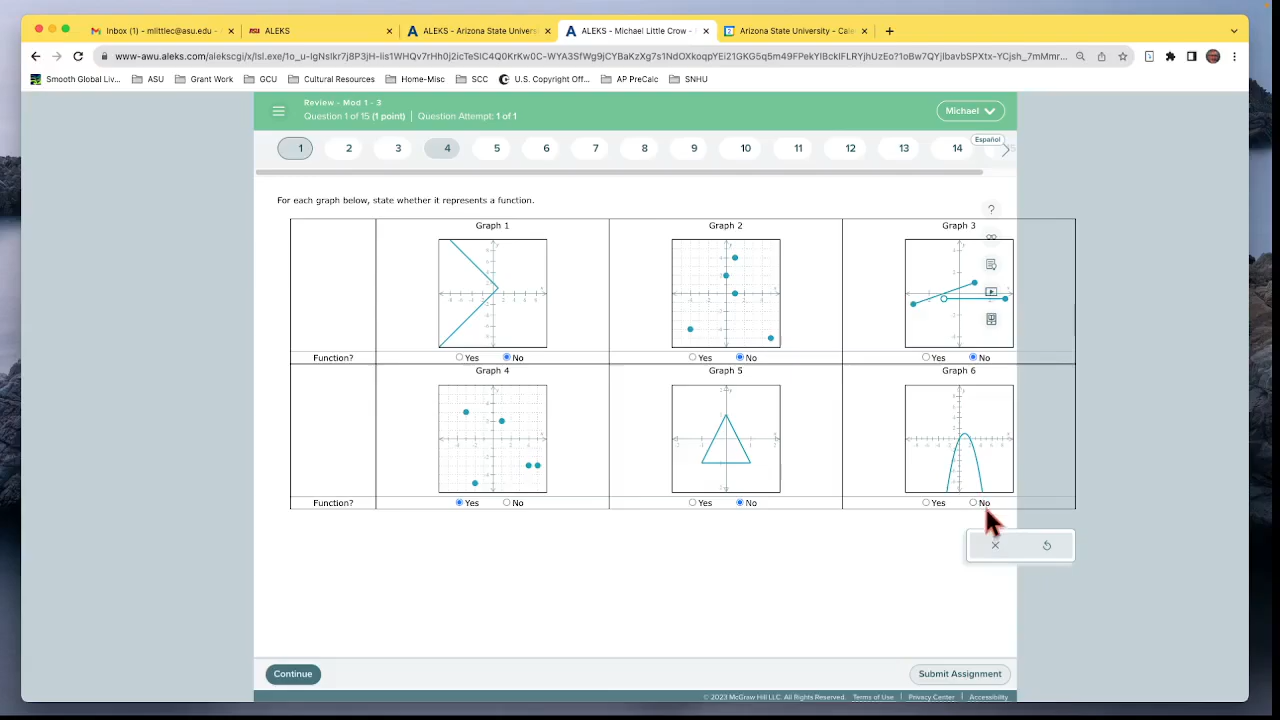 Inbox (1) - mlittlec@asu.edu -
ALEKS
ALEKS - Arizona State Univers
ALEKS - Michael Little Crow -
Arizona State University - Cale
Smooth Global Liv...
ASU
Grant Work
GCU
Cultural Resources
Home-Misc
SCC
U.S. Copyright Off...
AP PreCalc
SNHU
Review - Mod 1 - 3
Question 1 of 15 (1 point) | Question Attempt: 1 of 1
Michael
Español
2 3 4 5 6 7 8 9 10 11 12 13 14
For each graph below, state whether it represents a function.
Graph 1 Graph 2 Graph 3
Function? Yes No Yes No Yes No
Graph 4 Graph 5 Graph 6
Function? Yes No Yes No Yes No
Continue
Submit Assignment
© 2023 McGraw Hill LLC. All Rights Reserved. Terms of Use | Privacy Center | Accessibility